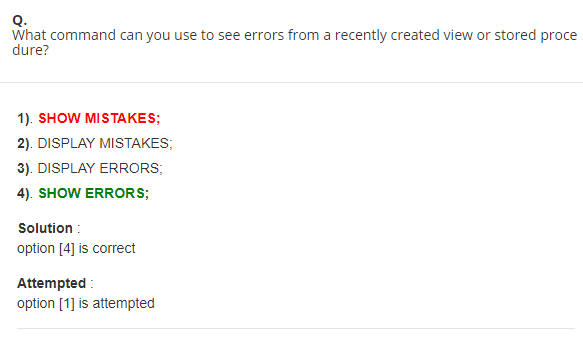 Q.
What command can you use to see errors from a recently created view or stored proce
dure?
1). SHOW MISTAKES;
2). DISPLAY MISTAKES;
3). DISPLAY ERRORS;
4). SHOW ERRORS;
Solution :
option [4] is correct
Attempted :
option [1] is attempted